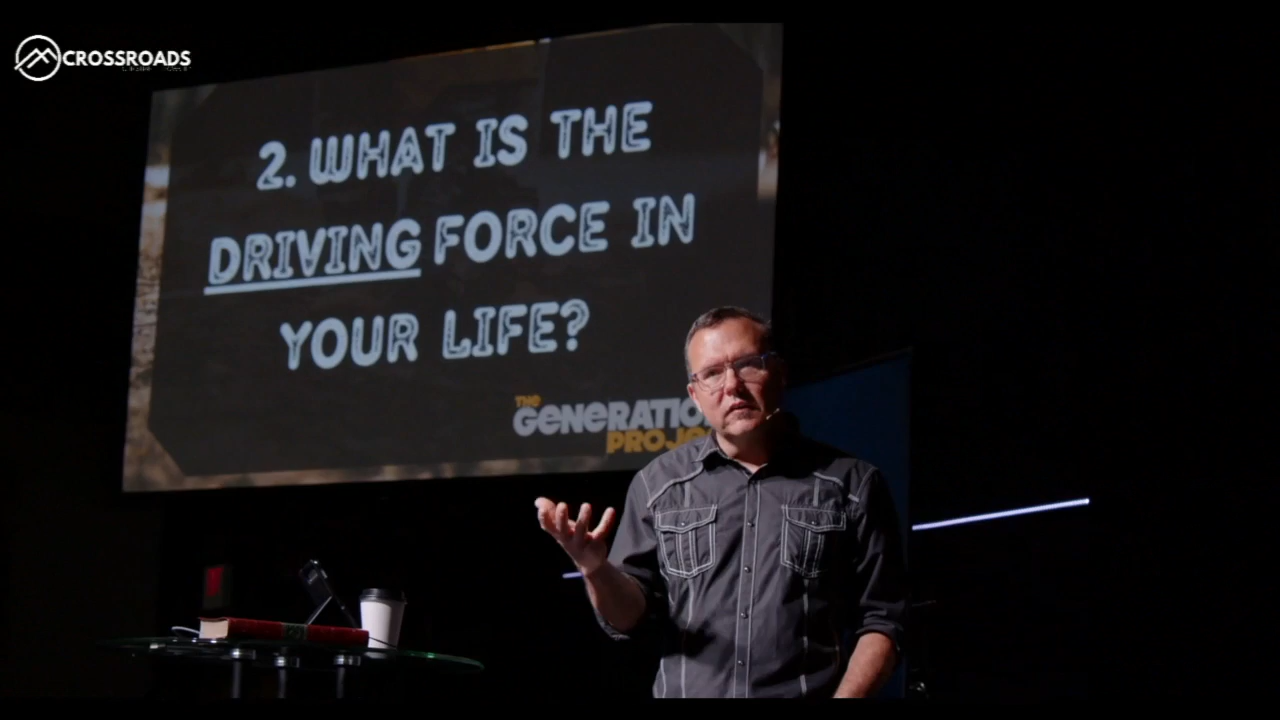 CROSSROADS
2. WHAT IS THE
DRIVING FORCE IN
YOUR LIFE?
THE
GENERATIO
PROJE